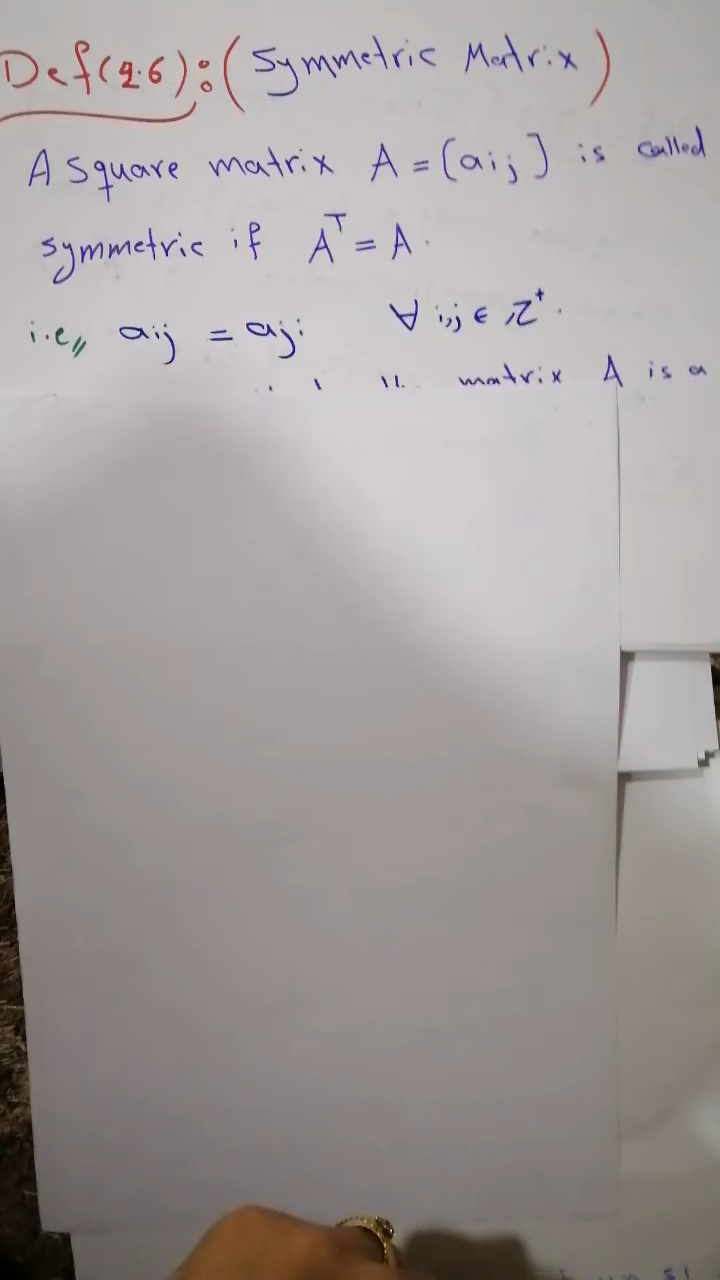 Def(2.6): (Symmetric Matrix)
A square matrix A = [aij] is called
symmetric if Aᵀ = A.
i.e,, aij = aji ∀ i,j ∈ Z⁺.
matrix A is a